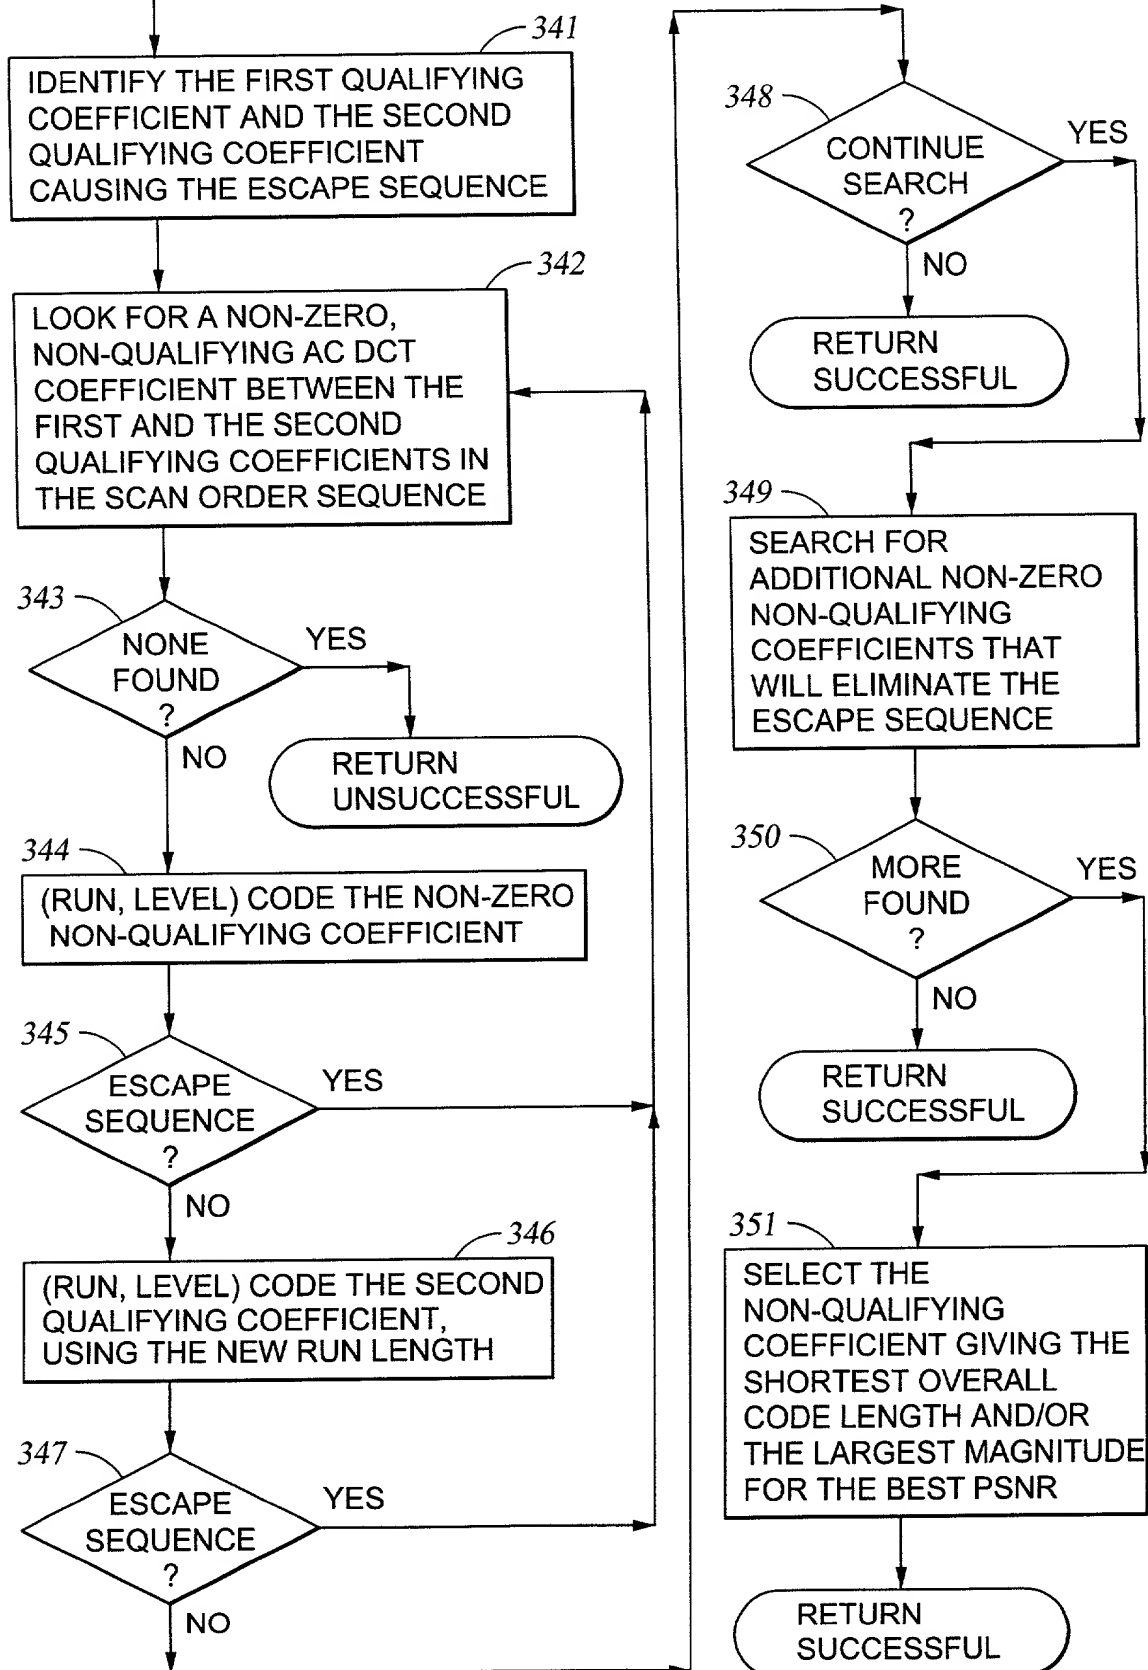 341
IDENTIFY THE FIRST QUALIFYING
COEFFICIENT AND THE SECOND
QUALIFYING COEFFICIENT
CAUSING THE ESCAPE SEQUENCE
342
LOOK FOR A NON-ZERO,
NON-QUALIFYING AC DCT
COEFFICIENT BETWEEN THE
FIRST AND THE SECOND
QUALIFYING COEFFICIENTS IN
THE SCAN ORDER SEQUENCE
343
NONE
FOUND
?
YES
NO
RETURN
UNSUCCESSFUL
344
(RUN, LEVEL) CODE THE NON-ZERO
NON-QUALIFYING COEFFICIENT
345
ESCAPE
SEQUENCE
?
YES
NO
346
(RUN, LEVEL) CODE THE SECOND
QUALIFYING COEFFICIENT,
USING THE NEW RUN LENGTH
347
ESCAPE
SEQUENCE
?
YES
NO
348
CONTINUE
SEARCH
?
YES
NO
RETURN
SUCCESSFUL
349
SEARCH FOR
ADDITIONAL NON-ZERO
NON-QUALIFYING
COEFFICIENTS THAT
WILL ELIMINATE THE
ESCAPE SEQUENCE
350
MORE
FOUND
?
YES
NO
RETURN
SUCCESSFUL
351
SELECT THE
NON-QUALIFYING
COEFFICIENT GIVING THE
SHORTEST OVERALL
CODE LENGTH AND/OR
THE LARGEST MAGNITUDE
FOR THE BEST PSNR
RETURN
SUCCESSFUL